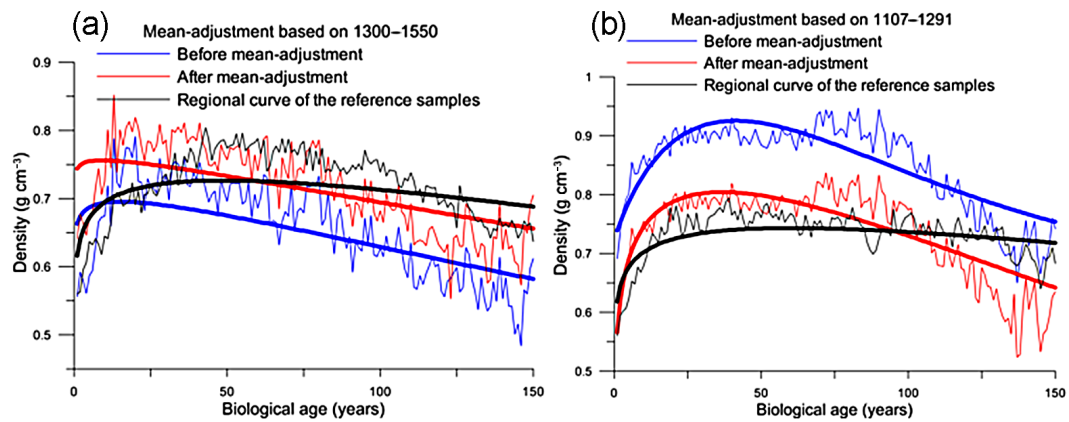 (a)
Mean-adjustment based on 1300–1550
Before mean-adjustment
After mean-adjustment
Regional curve of the reference samples
0.9
0.8
0.7
0.6
0.5
Density (g cm⁻³)
0
50
100
150
Biological age (years)
(b)
Mean-adjustment based on 1107–1291
Before mean-adjustment
After mean-adjustment
Regional curve of the reference samples
1
0.9
0.8
0.7
0.6
0.5
Density (g cm⁻³)
0
50
100
150
Biological age (years)